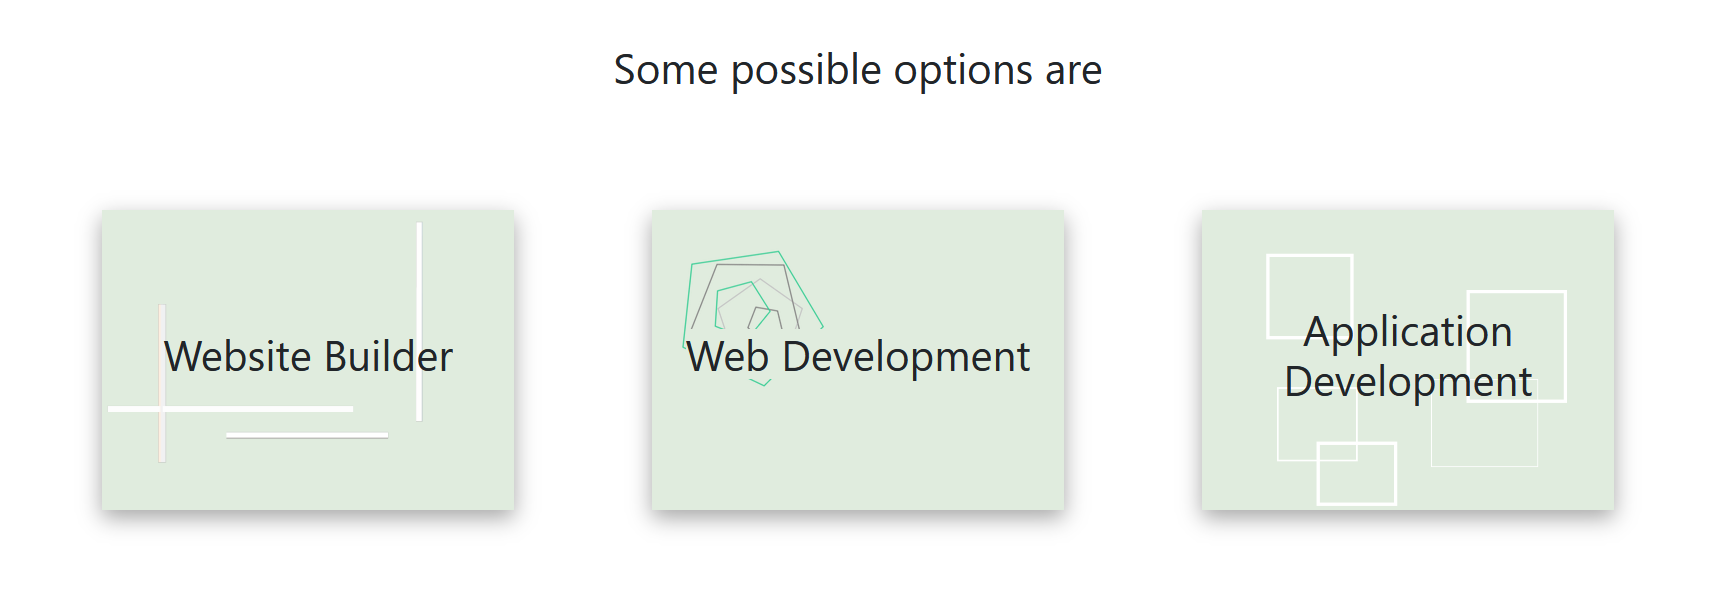 Some possible options are
Website Builder
Web Development
Application
Development